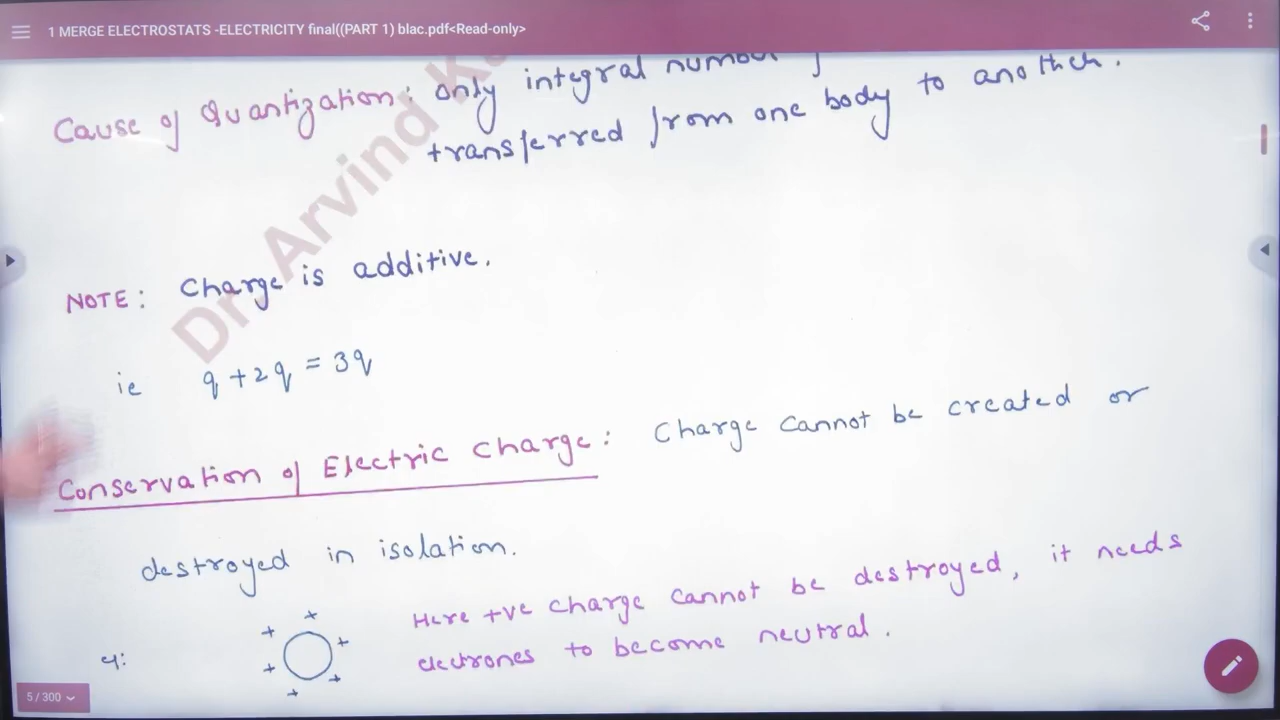 1 MERGE ELECTROSTATS -ELECTRICITY final((PART 1) blac.pdf<Read-only>
Cause of Quantization: only integral
transferred from one body to another.
Dr Arvind
NOTE: Charge is additive.
ie q + 2q = 3q
Conservation of Electric Charge: Charge cannot be created or
destroyed in isolation.
Here +ve charge cannot be destroyed, it needs
electrones to become neutral.
+ + + + + + +
5 / 300